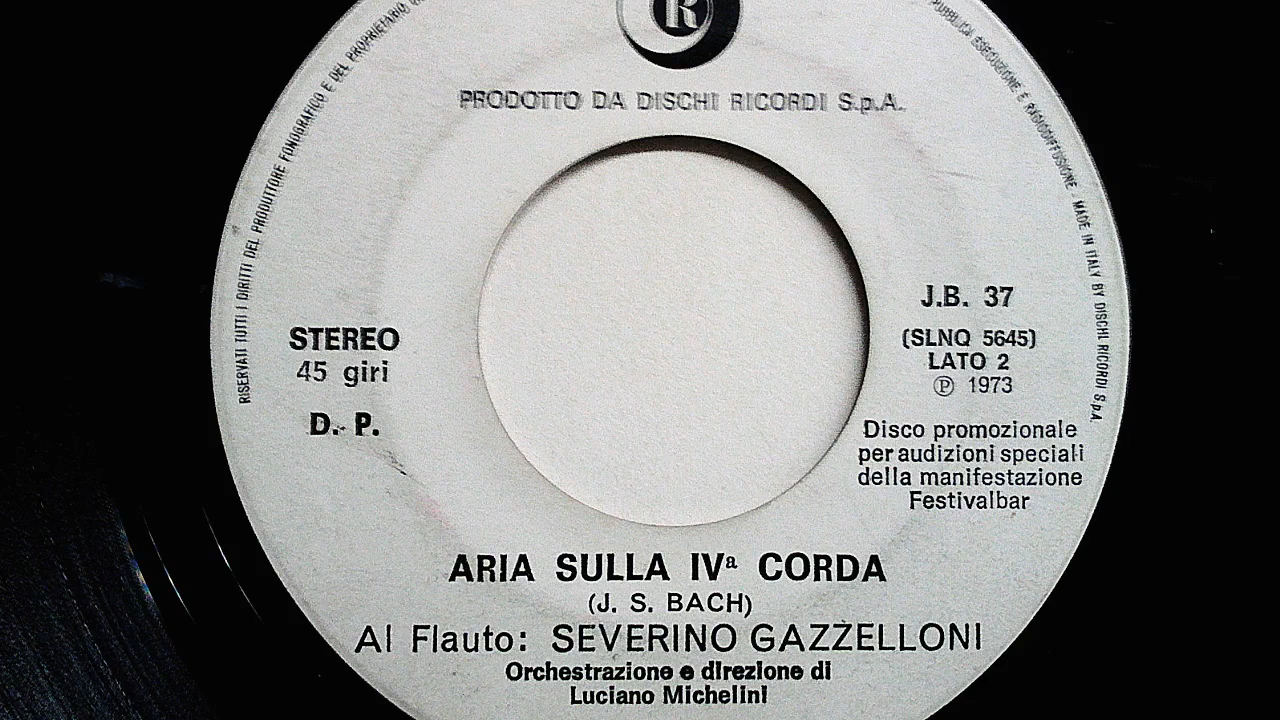 R
PRODOTTO DA DISCHI RICORDI S.p.A.
RISERVATI TUTTI I DIRITTI DEL PRODUTTORE FONOGRAFICO E DEL PROPRIETARIO
PUBBLICA ESECUZIONE E RADIODIFFUSIONE - MADE IN ITALY BY DISCHI RICORDI S.p.A.
STEREO
45 giri
D. P.
J.B. 37
(SLNQ 5645)
LATO 2
℗ 1973
Disco promozionale
per audizioni speciali
della manifestazione
Festivalbar
ARIA SULLA IVª CORDA
(J. S. BACH)
Al Flauto: SEVERINO GAZZELLONI
Orchestrazione e direzione di
Luciano Michelini